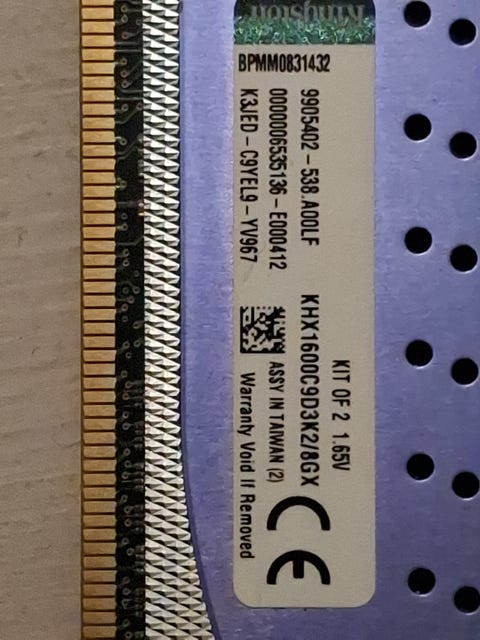 Kingston
BPMM0831432
KIT OF 2 1.65V
9905402 - 538.A00LF KHX1600C9D3K2/8GX
0000006535136 - E000412 ASSY IN TAIWAN (2)
K3JED - C9YEL9 - YV967 Warranty Void If Removed
CE